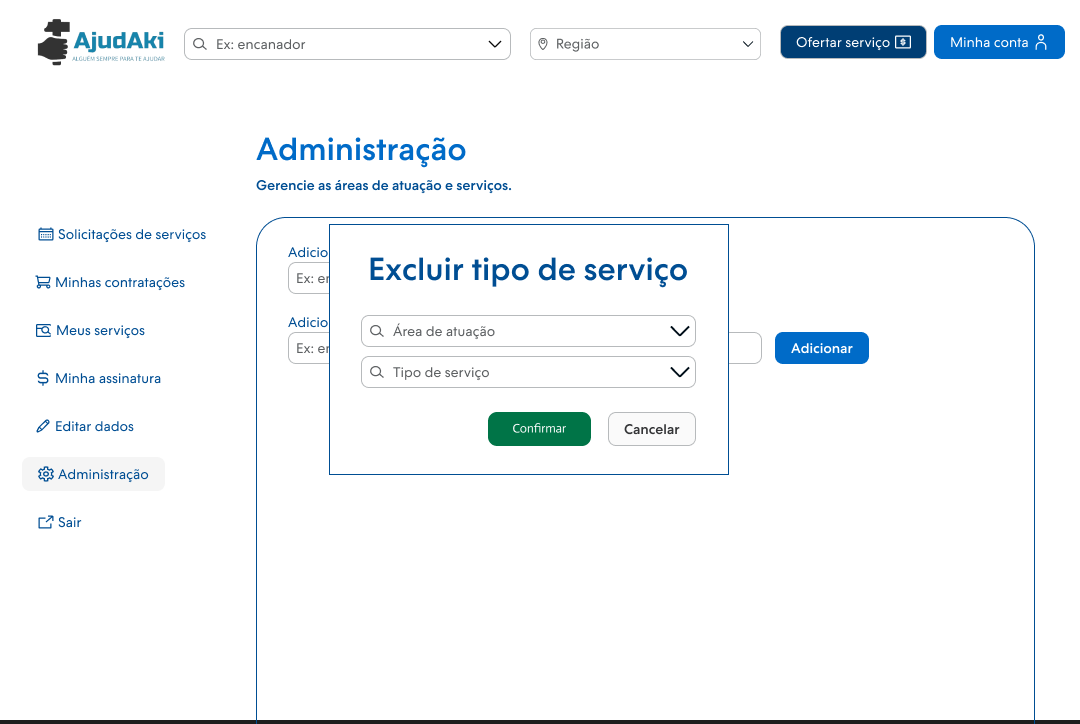 AjudAki
ALGUÉM SEMPRE PARA TE AJUDAR
Ex: encanador
Região
Ofertar serviço
Minha conta
Administração
Gerencie as áreas de atuação e serviços.
Solicitações de serviços
Minhas contratações
Meus serviços
Minha assinatura
Editar dados
Administração
Sair
Adicio
Ex: er
Adicio
Ex: er
Adicionar
Excluir tipo de serviço
Área de atuação
Tipo de serviço
Confirmar
Cancelar